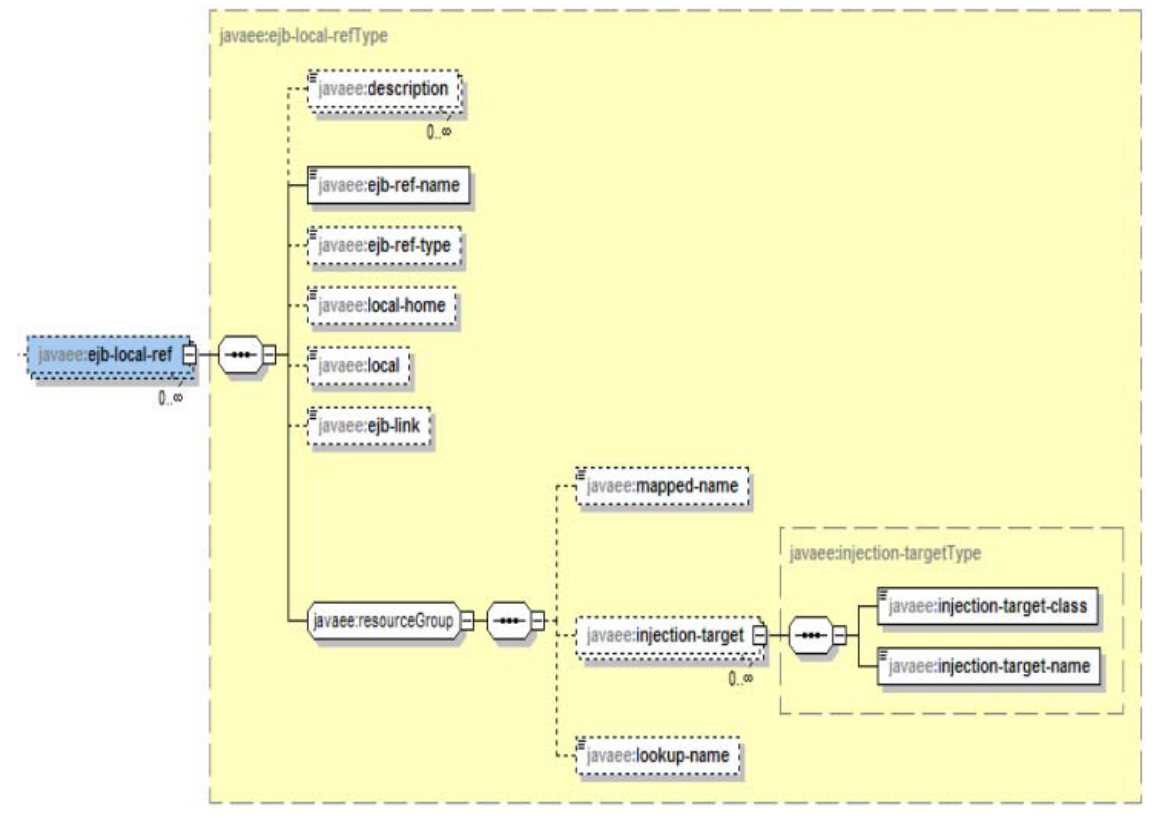 javaee:ejb-local-refType
javaee:description
0..∞
javaee:ejb-ref-name
javaee:ejb-ref-type
javaee:local-home
javaee:ejb-local-ref
0..∞
javaee:local
javaee:ejb-link
javaee:mapped-name
javaee:injection-targetType
javaee:resourceGroup
javaee:injection-target
0..∞
javaee:injection-target-class
javaee:injection-target-name
javaee:lookup-name